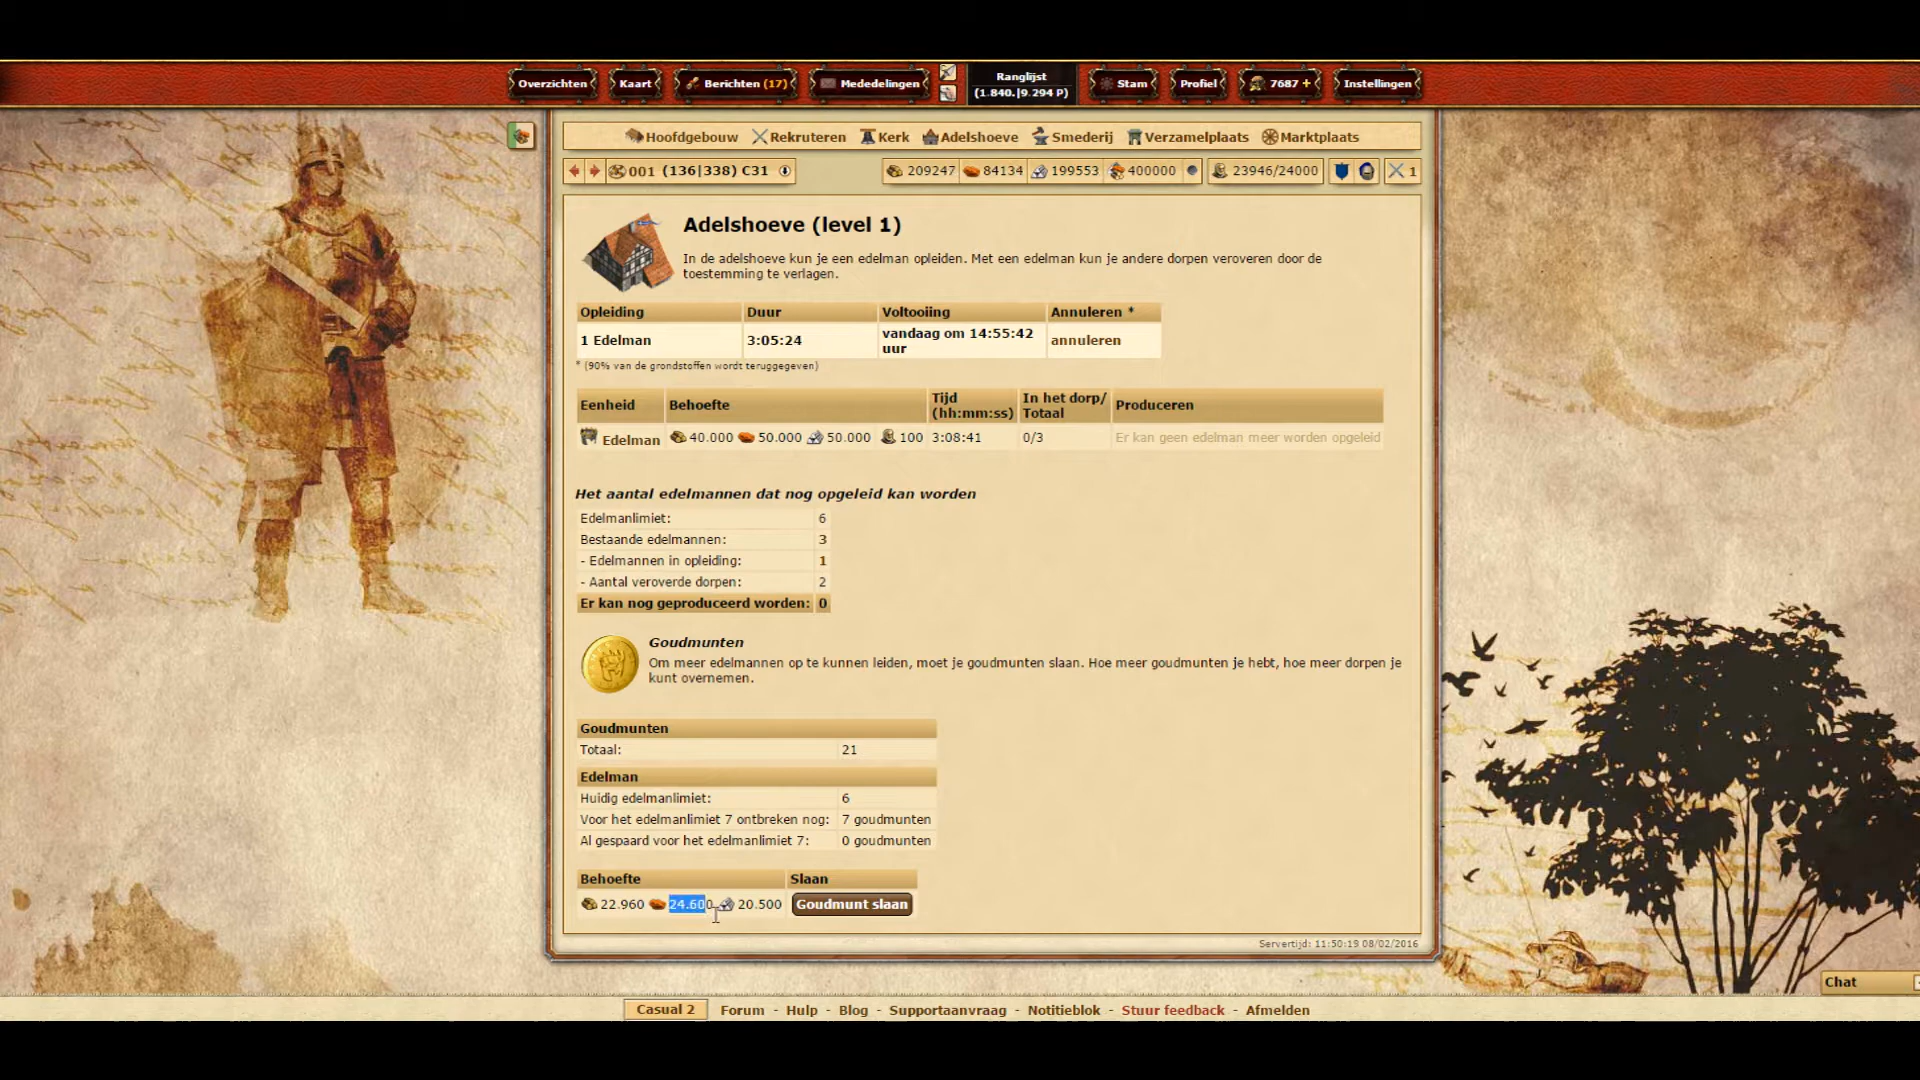 Overzichten Kaart Berichten (17) Mededelingen Ranglijst Stam Profiel 7687 + Instellingen
(1.840.|9.294 P)
Hoofdgebouw Rekruteren Kerk Adelshoeve Smederij Verzamelplaats Marktplaats
001 (136|338) C31 209247 84134 199553 400000 23946/24000 1
Adelshoeve (level 1)
In de adelshoeve kun je een edelman opleiden. Met een edelman kun je andere dorpen veroveren door de
toestemming te verlagen.
Opleiding Duur Voltooiing Annuleren *
1 Edelman 3:05:24 vandaag om 14:55:42 annuleren
uur
* (90% van de grondstoffen wordt teruggegeven)
Eenheid Behoefte Tijd In het dorp/ Produceren
(hh:mm:ss) Totaal
Edelman 40.000 50.000 50.000 100 3:08:41 0/3 Er kan geen edelman meer worden opgeleid
Het aantal edelmannen dat nog opgeleid kan worden
Edelmanlimiet: 6
Bestaande edelmannen: 3
- Edelmannen in opleiding: 1
- Aantal veroverde dorpen: 2
Er kan nog geproduceerd worden: 0
Goudmunten
Om meer edelmannen op te kunnen leiden, moet je goudmunten slaan. Hoe meer goudmunten je hebt, hoe meer dorpen je
kunt overnemen.
Goudmunten
Totaal: 21
Edelman
Huidig edelmanlimiet: 6
Voor het edelmanlimiet 7 ontbreken nog: 7 goudmunten
Al gespaard voor het edelmanlimiet 7: 0 goudmunten
Behoefte Slaan
22.960 24.600 20.500 Goudmunt slaan
Servertijd: 11:50:19 08/02/2016
Chat
Casual 2 Forum - Hulp - Blog - Supportaanvraag - Notitieblok - Stuur feedback - Afmelden